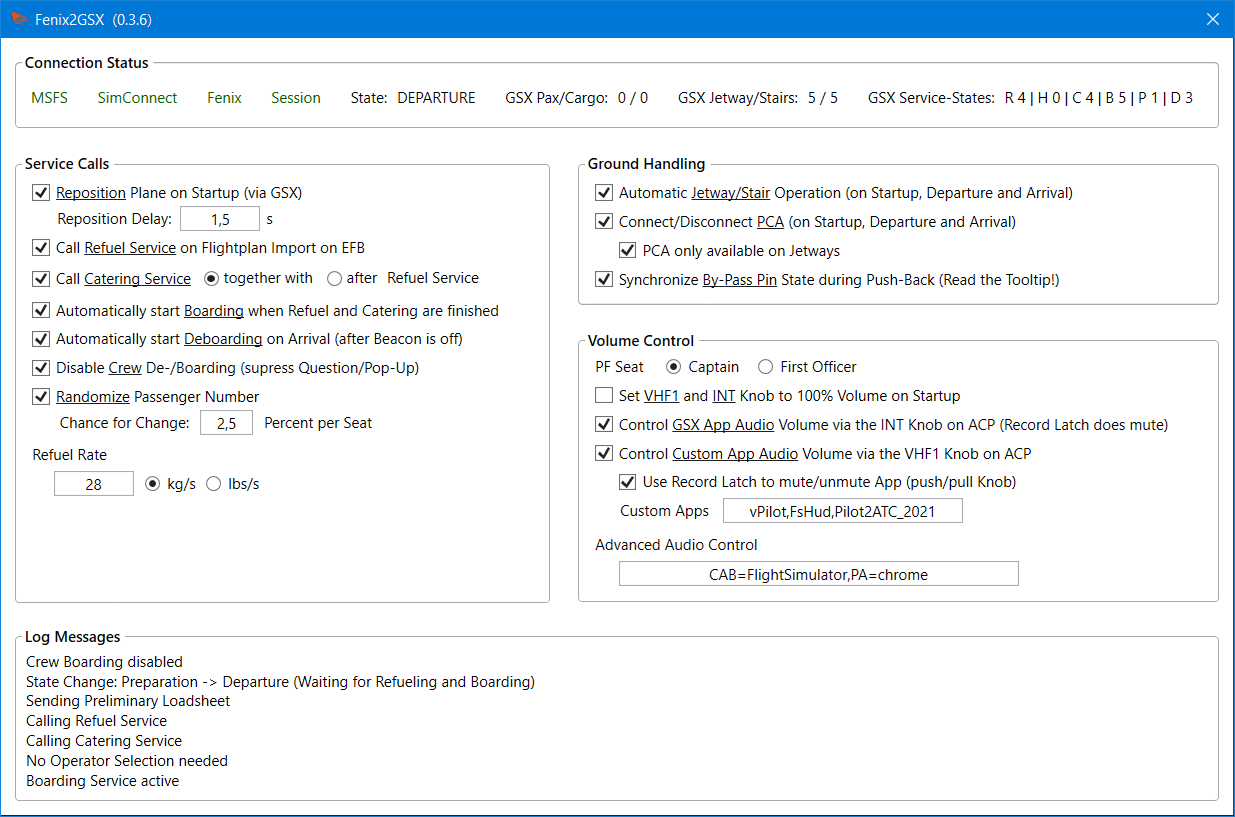 Fenix2GSX (0.3.6)
Connection Status
MSFS SimConnect Fenix Session State: DEPARTURE GSX Pax/Cargo: 0 / 0 GSX Jetway/Stairs: 5 / 5 GSX Service-States: R 4 | H 0 | C 4 | B 5 | P 1 | D 3
Service Calls
Reposition Plane on Startup (via GSX)
Reposition Delay: 1,5 s
Call Refuel Service on Flightplan Import on EFB
Call Catering Service together with after Refuel Service
Automatically start Boarding when Refuel and Catering are finished
Automatically start Deboarding on Arrival (after Beacon is off)
Disable Crew De-/Boarding (supress Question/Pop-Up)
Randomize Passenger Number
Chance for Change: 2,5 Percent per Seat
Refuel Rate
28 kg/s lbs/s
Ground Handling
Automatic Jetway/Stair Operation (on Startup, Departure and Arrival)
Connect/Disconnect PCA (on Startup, Departure and Arrival)
PCA only available on Jetways
Synchronize By-Pass Pin State during Push-Back (Read the Tooltip!)
Volume Control
PF Seat Captain First Officer
Set VHF1 and INT Knob to 100% Volume on Startup
Control GSX App Audio Volume via the INT Knob on ACP (Record Latch does mute)
Control Custom App Audio Volume via the VHF1 Knob on ACP
Use Record Latch to mute/unmute App (push/pull Knob)
Custom Apps vPilot,FsHud,Pilot2ATC_2021
Advanced Audio Control
CAB=FlightSimulator,PA=chrome
Log Messages
Crew Boarding disabled
State Change: Preparation -> Departure (Waiting for Refueling and Boarding)
Sending Preliminary Loadsheet
Calling Refuel Service
Calling Catering Service
No Operator Selection needed
Boarding Service active